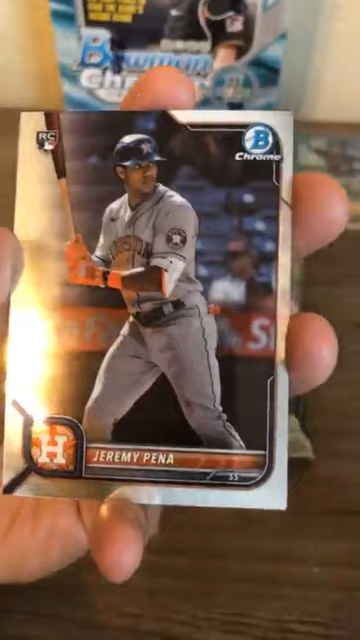 Bowman
Chrome
RC
B
Chrome
HOUSTON
H
JEREMY PENA
SS